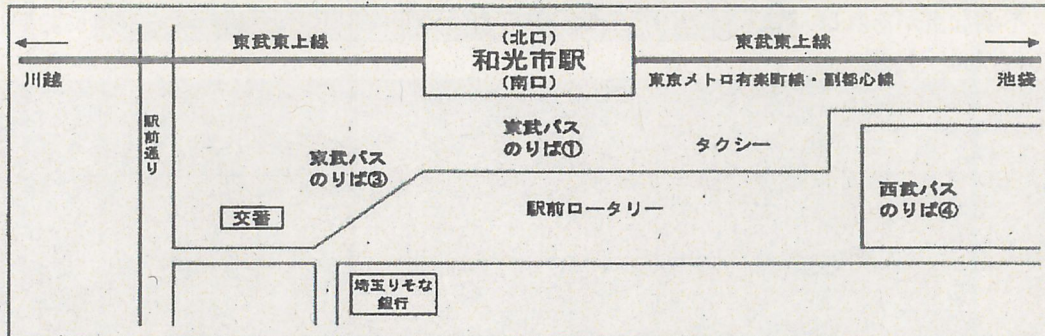 (北口)
東武東上線
和光市駅
東武東上線
(南口)
川越
東京メトロ有楽町線・副都心線
池袋
駅前通り
東武バス
のりば①
タクシー
東武バス
のりば③
西武バス
のりば④
駅前ロータリー
交番
埼玉りそな
銀行